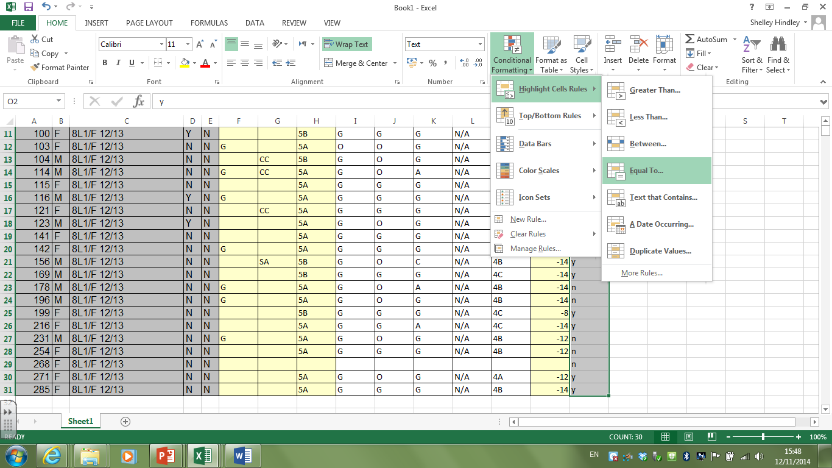 Book1 - Excel
FILE HOME INSERT PAGE LAYOUT FORMULAS DATA REVIEW VIEW Shelley Hindley
Cut
Copy
Format Painter
Paste
Clipboard
Calibri 11
B I U
Font
Wrap Text
Merge & Center
Alignment
Text
Number
Conditional Formatting
Format as Table
Cell Styles
Insert Delete Format
AutoSum
Fill
Clear
Sort & Filter
Find & Select
Editing
Highlight Cells Rules
Top/Bottom Rules
Data Bars
Color Scales
Icon Sets
New Rule...
Clear Rules
Manage Rules...
Greater Than...
Less Than...
Between...
Equal To...
Text that Contains...
A Date Occurring...
Duplicate Values...
More Rules...
O2 fx y
A B C D E F G H I J K L S T
11 100 F 8L1/F 12/13 Y N 5B G G G N/A
12 103 F 8L1/F 12/13 N N G 5A O O G N/A
13 104 M 8L1/F 12/13 N N CC 5B G O G N/A
14 114 M 8L1/F 12/13 N N G CC 5A G O A N/A
15 115 F 8L1/F 12/13 N N 5A G G G N/A
16 116 M 8L1/F 12/13 Y N G 5A G O G N/A
17 121 F 8L1/F 12/13 N N CC 5A G G G N/A
18 123 M 8L1/F 12/13 Y N 5A G O G N/A
19 141 F 8L1/F 12/13 N N 5A G G G N/A
20 142 F 8L1/F 12/13 N N G 5A G G G N/A
21 156 M 8L1/F 12/13 N N SA 5B G O C N/A 4B -14 y
22 169 M 8L1/F 12/13 N N 5B G G G N/A 4C -14 y
23 178 M 8L1/F 12/13 N N G 5A G O A N/A 4B -14 n
24 196 M 8L1/F 12/13 N N G 5A G O G N/A 4B -14 n
25 199 F 8L1/F 12/13 N N 5B G G G N/A 4C -8 y
26 216 F 8L1/F 12/13 N N 5A G G A N/A 4C -14 y
27 231 M 8L1/F 12/13 N N G 5A G O G N/A 4B -12 n
28 254 F 8L1/F 12/13 N N 5A G G G N/A 4B -12 n
29 268 F 8L1/F 12/13 N N n
30 271 F 8L1/F 12/13 N N 5A G O G N/A 4A -12 y
31 285 F 8L1/F 12/13 N N 5A G G G N/A 4B -14 y
Sheet1
READY COUNT: 30 100%
EN 15:48
12/11/2014